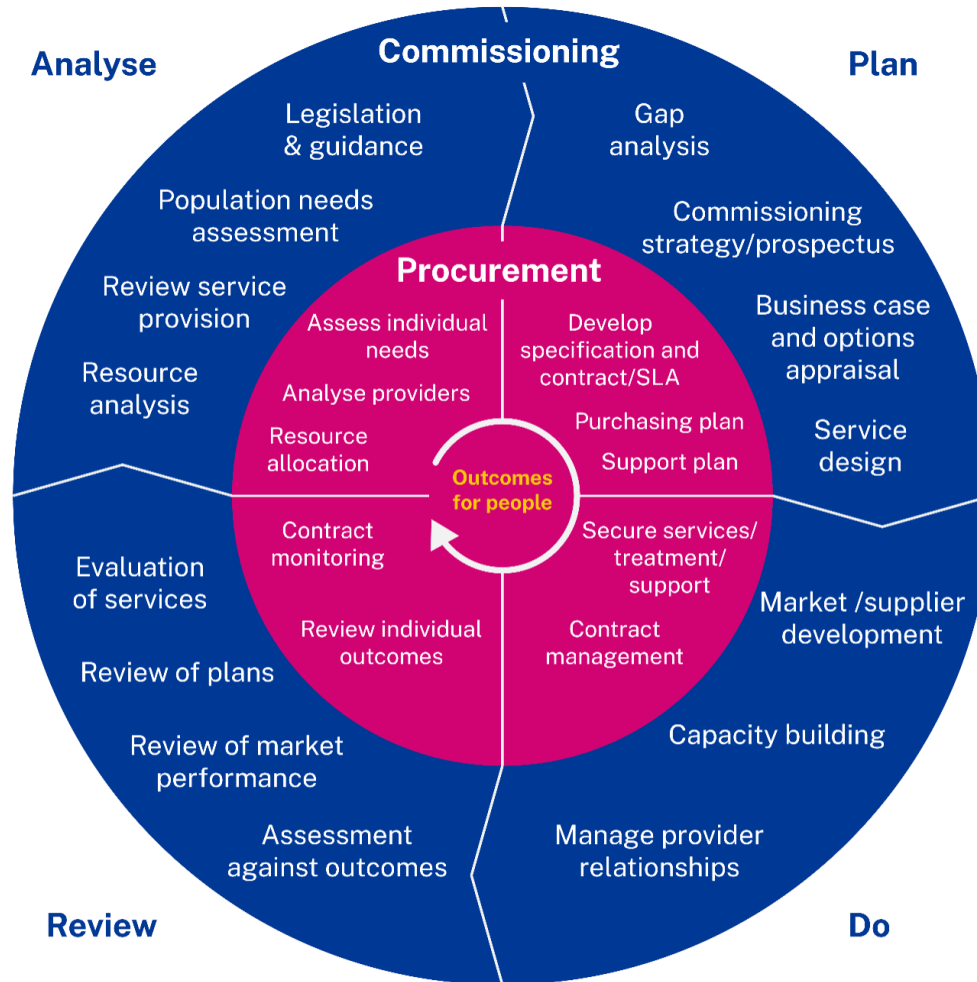 Analyse
Commissioning
Plan
Legislation
& guidance
Population needs
assessment
Review service
provision
Resource
analysis
Gap
analysis
Commissioning
strategy/prospectus
Business case
and options
appraisal
Service
design
Procurement
Assess individual
needs
Analyse providers
Resource
allocation
Develop
specification and
contract/SLA
Purchasing plan
Support plan
Outcomes
for people
Contract
monitoring
Review individual
outcomes
Secure services/
treatment/
support
Contract
management
Evaluation
of services
Review of plans
Review of market
performance
Assessment
against outcomes
Market /supplier
development
Capacity building
Manage provider
relationships
Review
Do